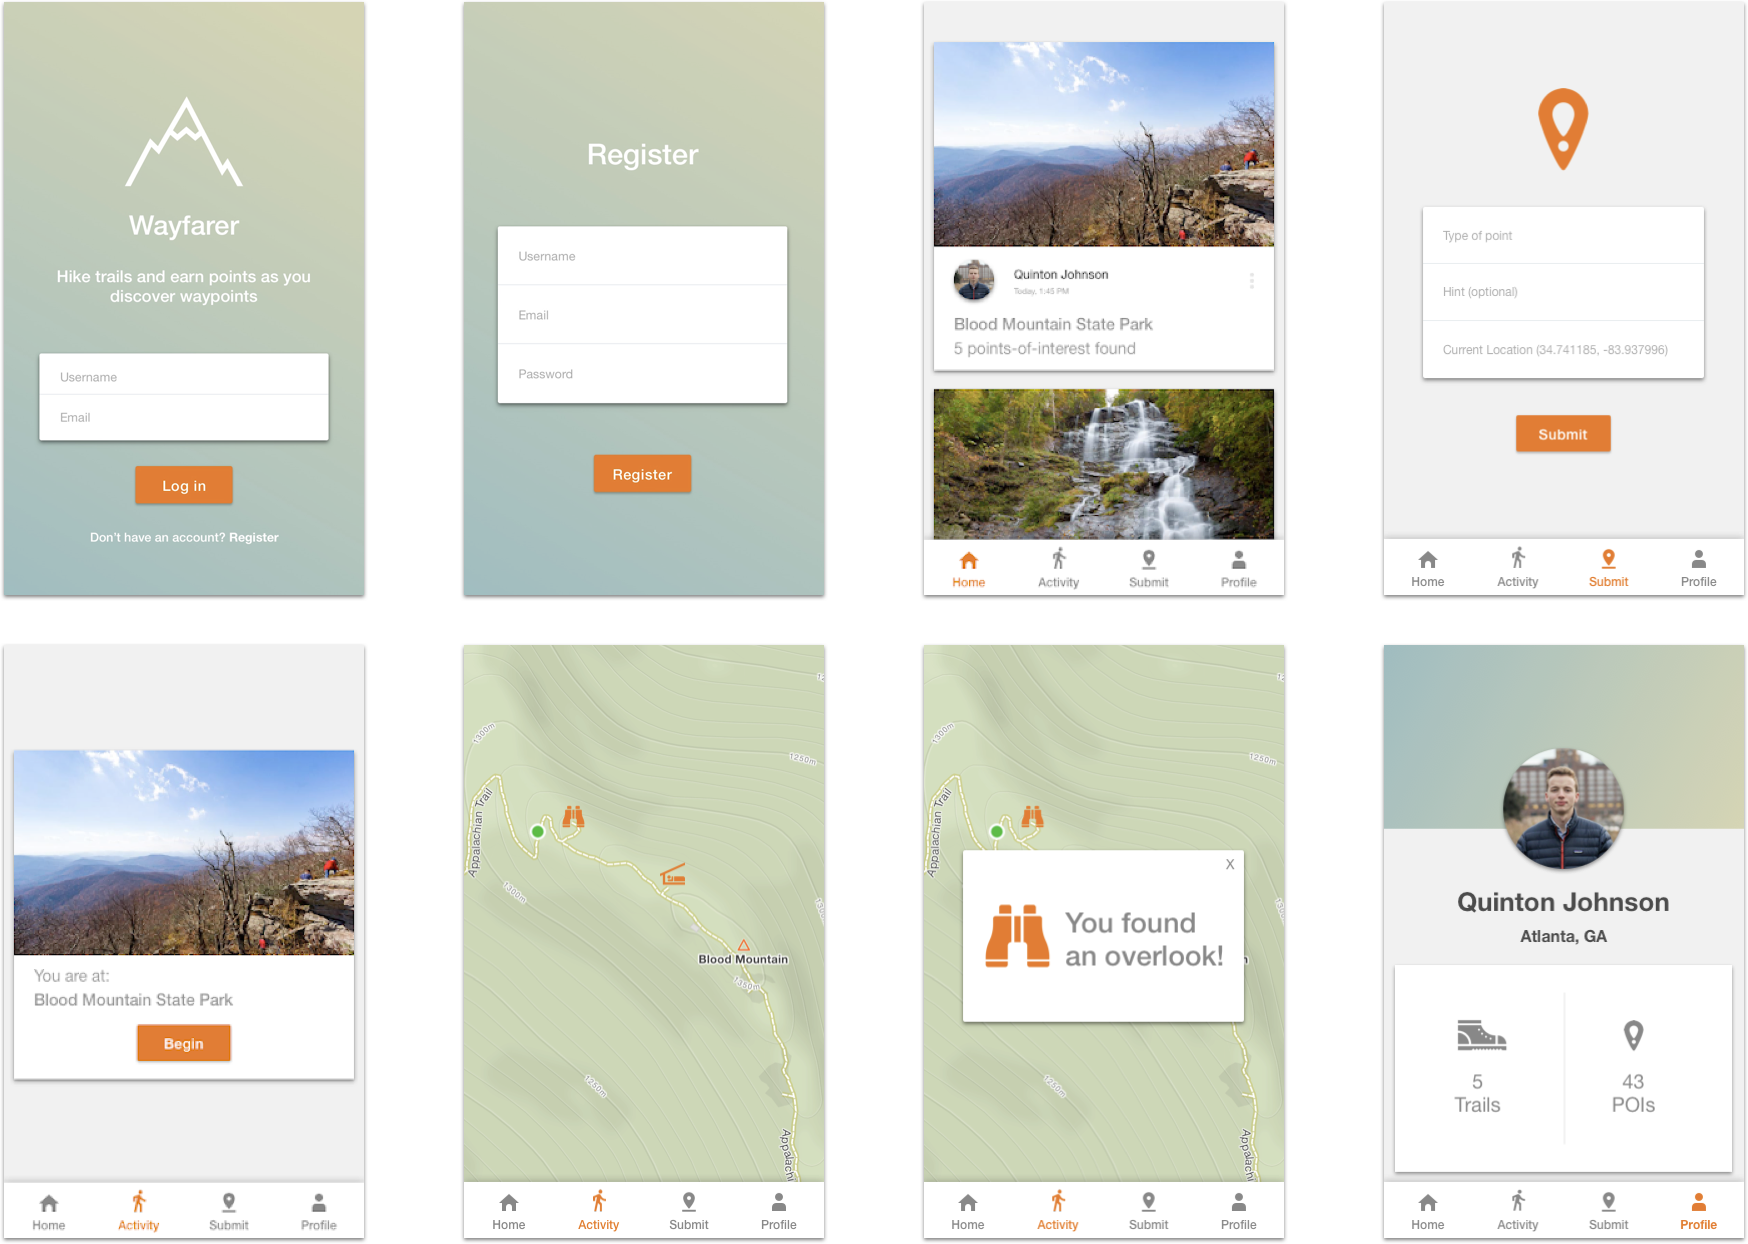 Wayfarer
Hike trails and earn points as you
discover waypoints
Username
Email
Log in
Don't have an account? Register
Register
Username
Email
Password
Register
Quinton Johnson
Today, 1:45 PM
Blood Mountain State Park
5 points-of-interest found
Home
Activity
Submit
Profile
Type of point
Hint (optional)
Current Location (34.741185, -83.937996)
Submit
Home
Activity
Submit
Profile
You are at:
Blood Mountain State Park
Begin
Home
Activity
Submit
Profile
1300m
1250m
Appalachian Trail
1300m
Blood Mountain
1350m
1250m
Appalachi
Home
Activity
Submit
Profile
1300m
1250m
Appalachian Trail
X
You found
an overlook!
1250m
Appalachi
Home
Activity
Submit
Profile
Quinton Johnson
Atlanta, GA
5
Trails
43
POIs
Home
Activity
Submit
Profile